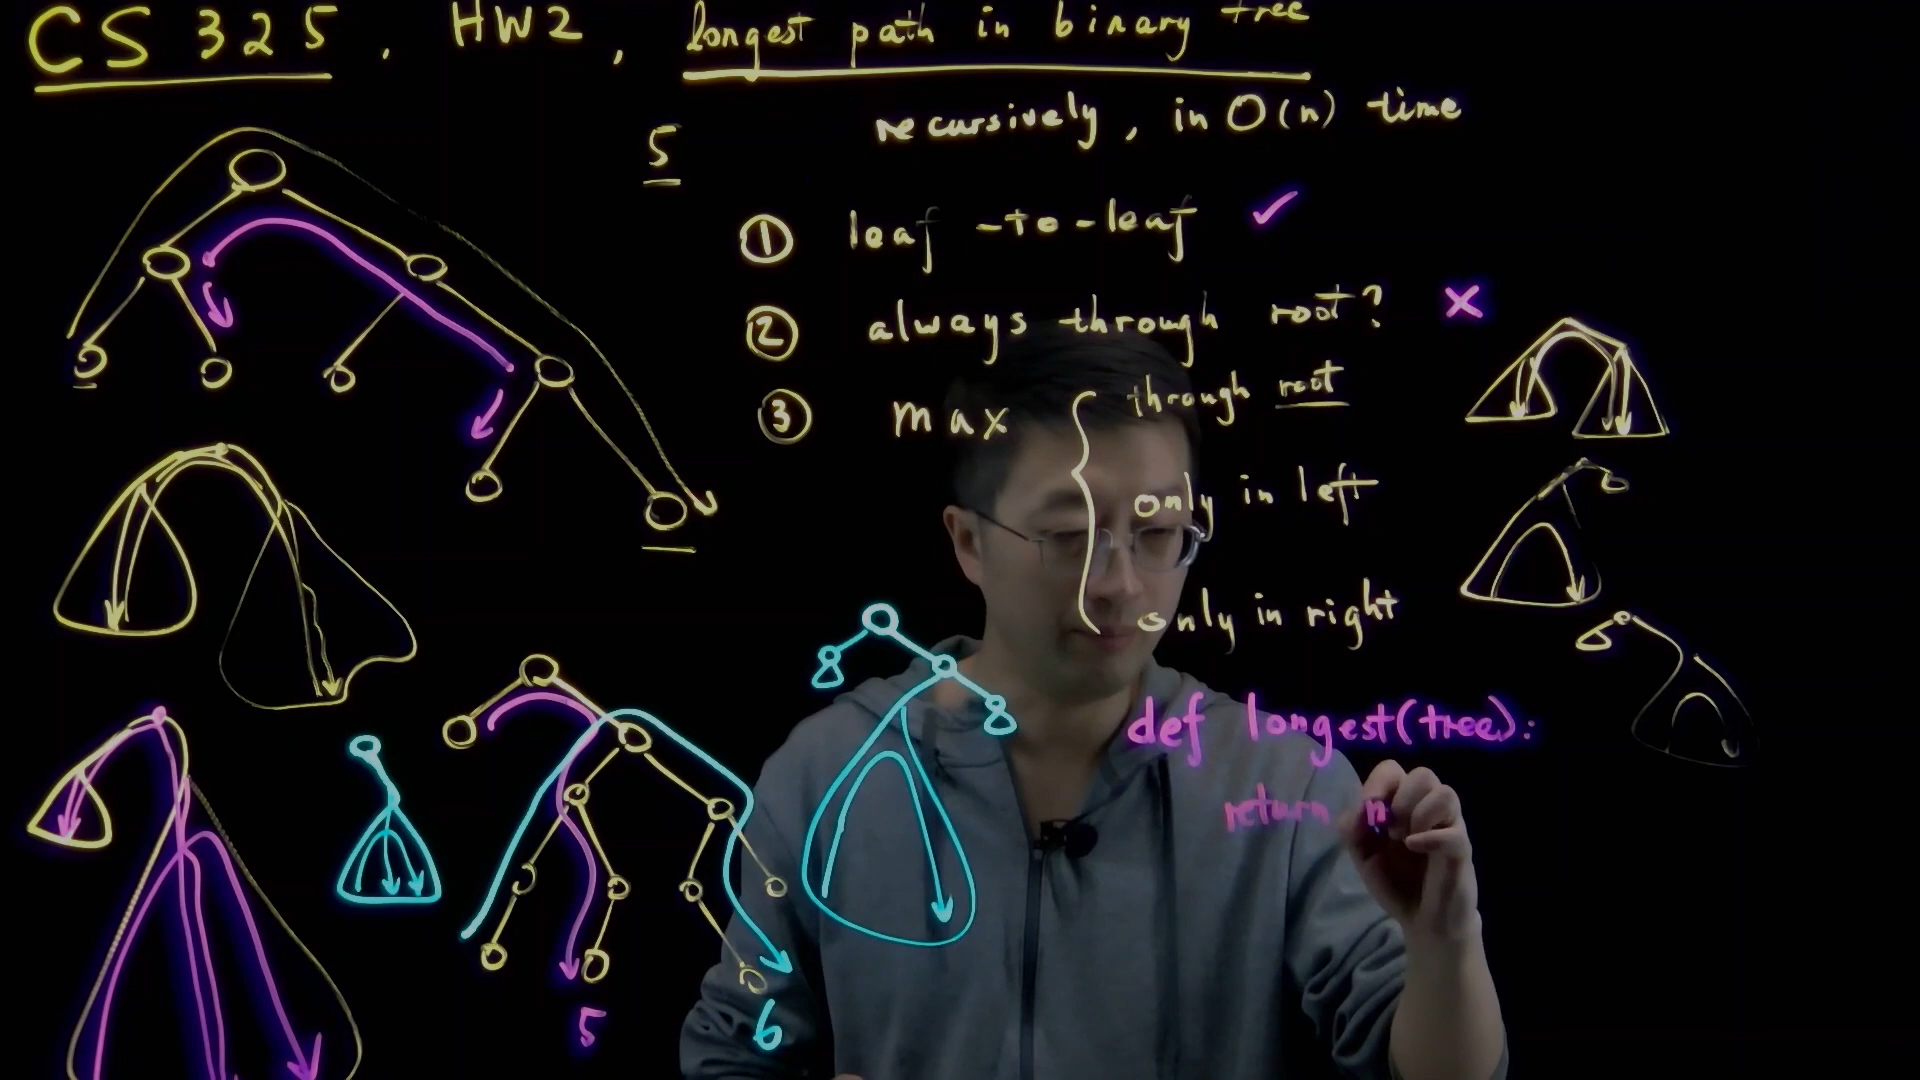 CS 325 . HW2 , longest path in binary tree
recursively , in O(n) time
5
① leaf -to-leaf ✓
② always through root? ✗
③ max { through root
only in left
only in right
def longest(tree):
return m
5
6